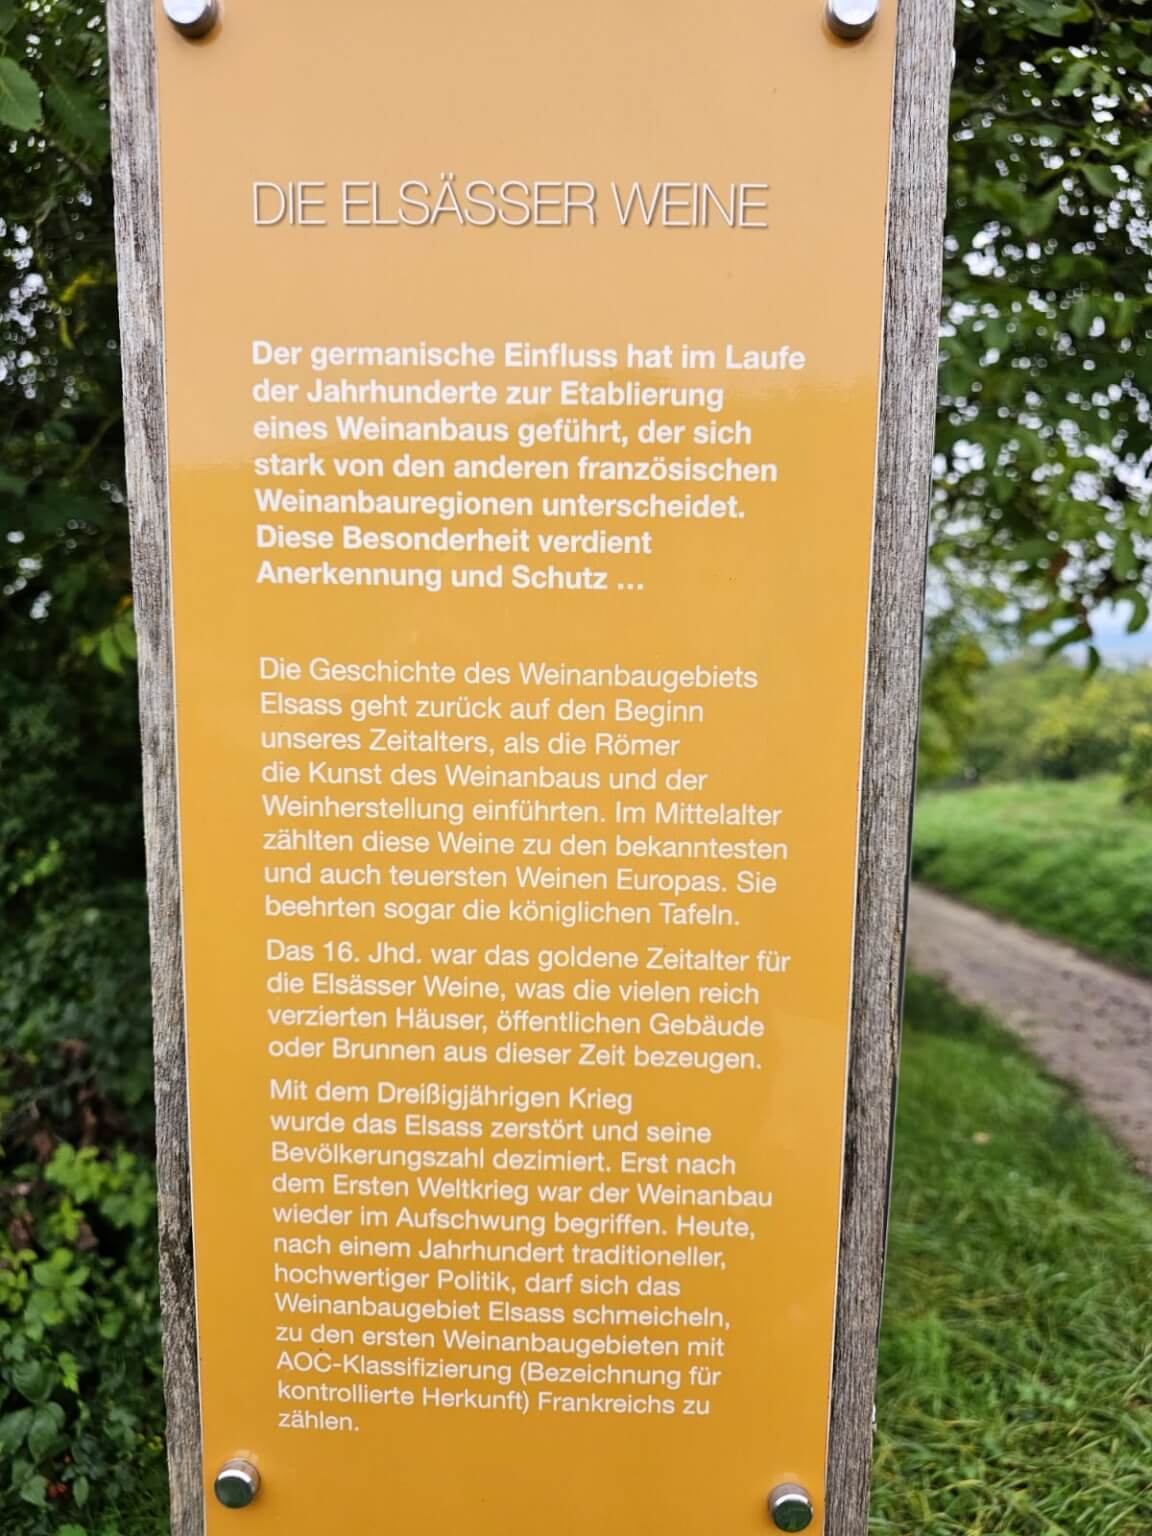 DIE ELSÄSSER WEINE
Der germanische Einfluss hat im Laufe
der Jahrhunderte zur Etablierung
eines Weinanbaus geführt, der sich
stark von den anderen französischen
Weinanbauregionen unterscheidet.
Diese Besonderheit verdient
Anerkennung und Schutz ...
Die Geschichte des Weinanbaugebiets
Elsass geht zurück auf den Beginn
unseres Zeitalters, als die Römer
die Kunst des Weinanbaus und der
Weinherstellung einführten. Im Mittelalter
zählten diese Weine zu den bekanntesten
und auch teuersten Weinen Europas. Sie
beehrten sogar die königlichen Tafeln.
Das 16. Jhd. war das goldene Zeitalter für
die Elsässer Weine, was die vielen reich
verzierten Häuser, öffentlichen Gebäude
oder Brunnen aus dieser Zeit bezeugen.
Mit dem Dreißigjährigen Krieg
wurde das Elsass zerstört und seine
Bevölkerungszahl dezimiert. Erst nach
dem Ersten Weltkrieg war der Weinanbau
wieder im Aufschwung begriffen. Heute,
nach einem Jahrhundert traditioneller,
hochwertiger Politik, darf sich das
Weinanbaugebiet Elsass schmeicheln,
zu den ersten Weinanbaugebieten mit
AOC-Klassifizierung (Bezeichnung für
kontrollierte Herkunft) Frankreichs zu
zählen.